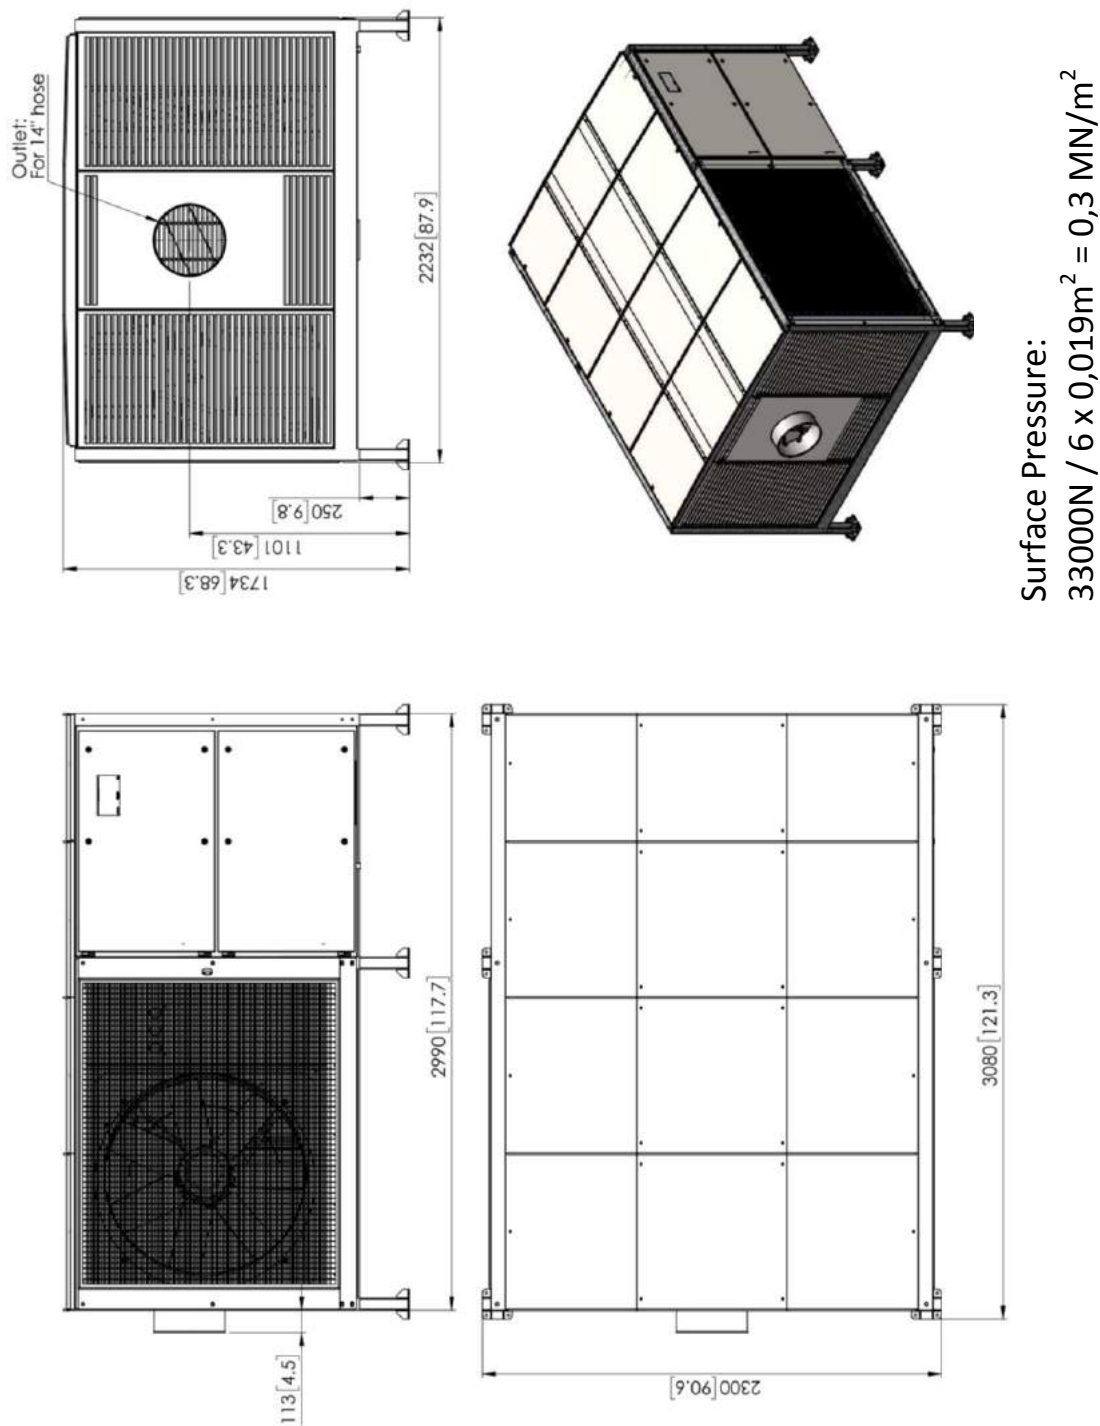 Outlet:
For 14" hose
2232[87.9]
250[9.8]
1101[43.3]
1734[68.3]
Surface Pressure:
33000N / 6 x 0,019m² = 0,3 MN/m²
2990[117.7]
113[4.5]
3080[121.3]
2300[90.6]